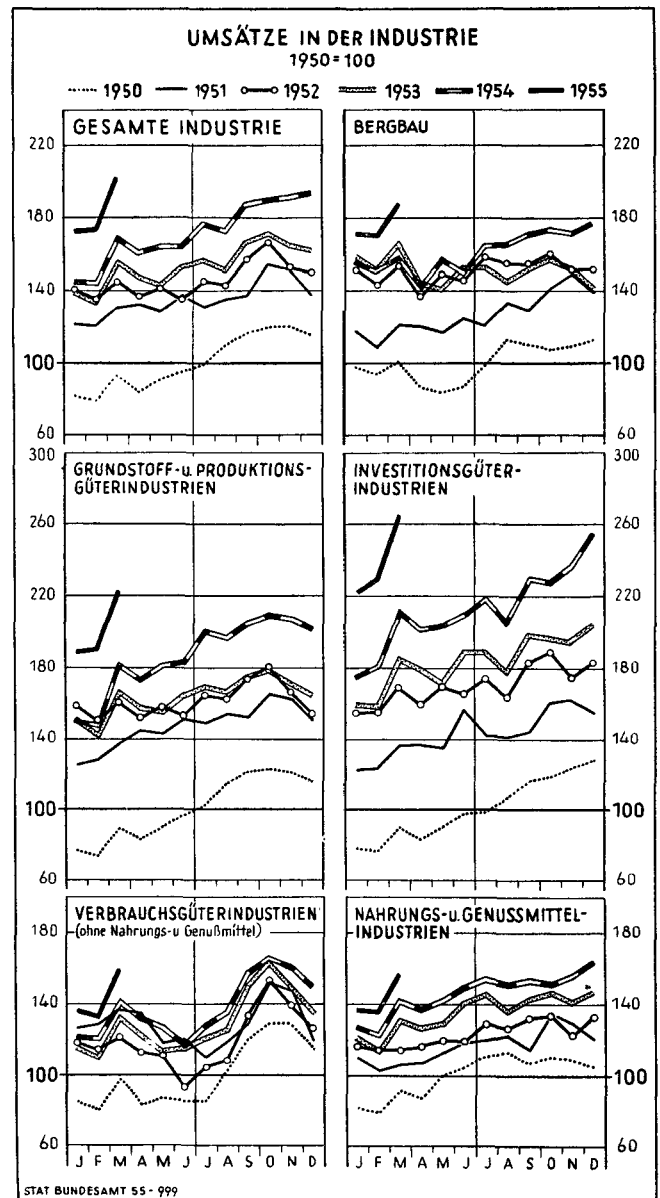 UMSÄTZE IN DER INDUSTRIE
1950=100
1950 1951 1952 1953 1954 1955
GESAMTE INDUSTRIE
220
180
140
100
60
BERGBAU
220
180
140
100
60
GRUNDSTOFF- u. PRODUKTIONS-
GÜTERINDUSTRIEN
300
260
220
180
140
100
60
INVESTITIONSGÜTER-
INDUSTRIEN
300
260
220
180
140
100
60
VERBRAUCHSGÜTERINDUSTRIEN
(ohne Nahrungs-u Genußmittel)
180
140
100
60
J F M A M J J A S O N D
NAHRUNGS- u. GENUSSMITTEL-
INDUSTRIEN
180
140
100
60
J F M A M J J A S O N D
STAT BUNDESAMT 55 - 999